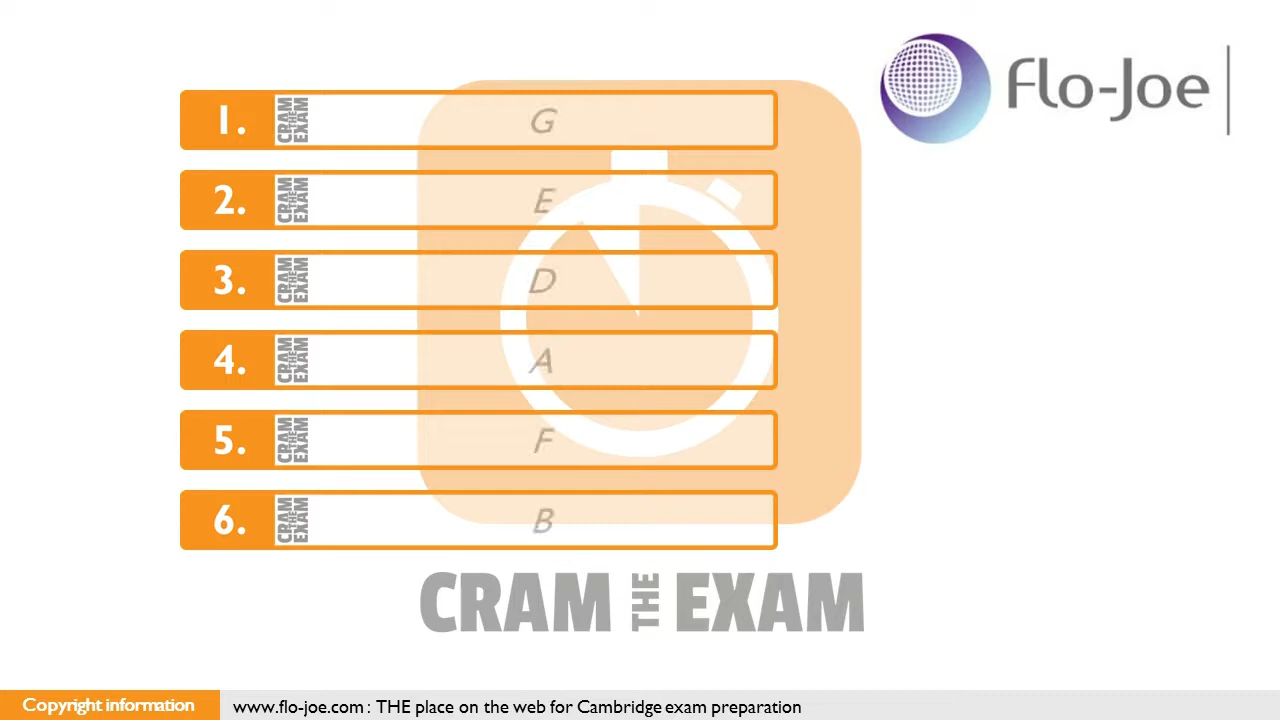 Flo-Joe
1. CRAM THE EXAM G
2. CRAM THE EXAM E
3. CRAM THE EXAM D
4. CRAM THE EXAM A
5. CRAM THE EXAM F
6. CRAM THE EXAM B
CRAM THE EXAM
Copyright information www.flo-joe.com : THE place on the web for Cambridge exam preparation